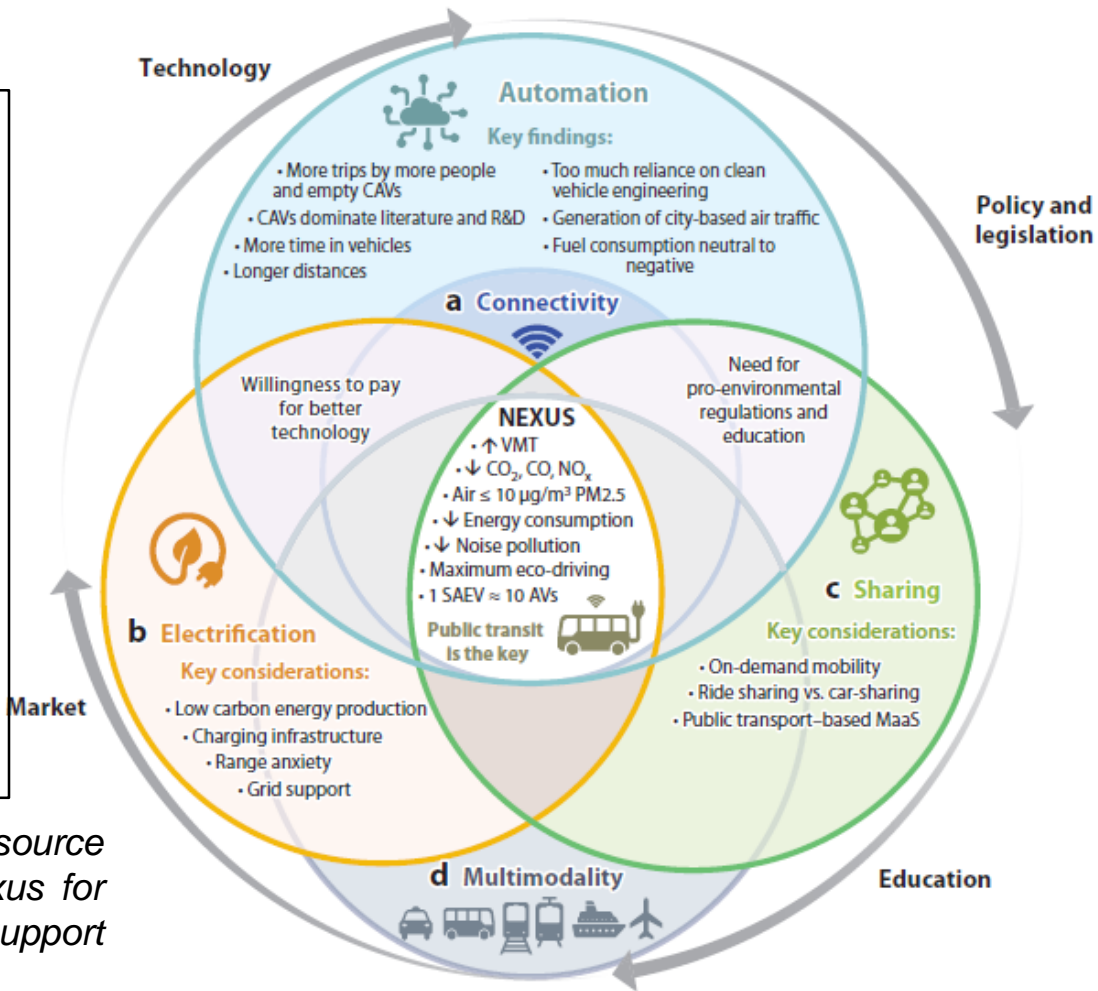 Technology
Automation
Key findings:
• More trips by more people
and empty CAVs
• CAVs dominate literature and R&D
• More time in vehicles
• Longer distances
• Too much reliance on clean
vehicle engineering
• Generation of city-based air traffic
• Fuel consumption neutral to
negative
Policy and
legislation
a Connectivity
Willingness to pay
for better
technology
Need for
pro-environmental
regulations and
education
NEXUS
• ↑ VMT
• ↓ CO₂, CO, NOₓ
• Air ≤ 10 µg/m³ PM2.5
• ↓ Energy consumption
• ↓ Noise pollution
• Maximum eco-driving
• 1 SAEV ≈ 10 AVs
Public transit
is the key
b Electrification
Key considerations:
• Low carbon energy production
• Charging infrastructure
• Range anxiety
• Grid support
c Sharing
Key considerations:
• On-demand mobility
• Ride sharing vs. car-sharing
• Public transport–based MaaS
Market
d Multimodality
Education
source
xus for
upport